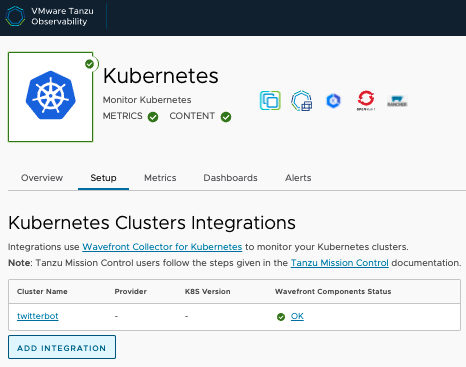 VMware Tanzu
Observability
Kubernetes
Monitor Kubernetes
METRICS CONTENT
OPENSHIFT
RANCHER
Overview Setup Metrics Dashboards Alerts
Kubernetes Clusters Integrations
Integrations use Wavefront Collector for Kubernetes to monitor your Kubernetes clusters.
Note: Tanzu Mission Control users follow the steps given in the Tanzu Mission Control documentation.
Cluster Name Provider K8S Version Wavefront Components Status
twitterbot - - OK
ADD INTEGRATION